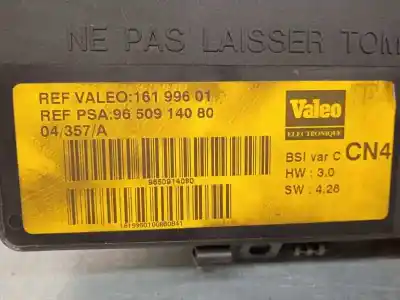 NE PAS LAISSER TOM
REF VALEO:161 996 01
REF PSA:96 509 140 80
04/357/A
Valeo
ELECTRONIQUE
BSI var C CN4
HW : 3.0
SW : 4.28
9650914080